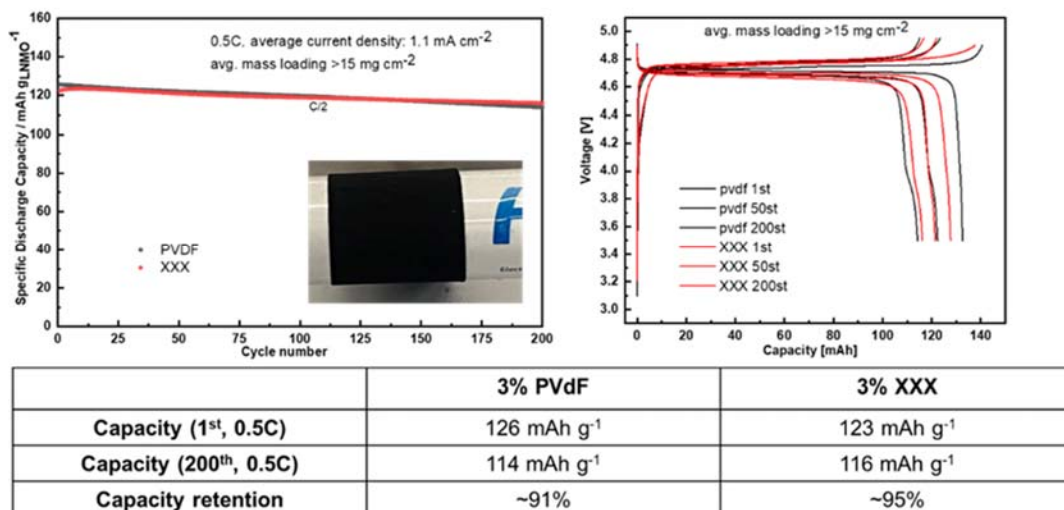 160
140
120
100
80
60
40
20
0
0.5C, average current density: 1.1 mA cm⁻²
avg. mass loading >15 mg cm⁻²
C/2
PVDF
XXX
0 25 50 75 100 125 150 175 200
Cycle number
Specific Discharge Capacity / mAh gLNMO⁻¹
avg. mass loading >15 mg cm⁻²
5.0
4.8
4.6
4.4
4.2
4.0
3.8
3.6
3.4
3.2
3.0
Voltage [V]
pvdf 1st
pvdf 50st
pvdf 200st
XXX 1st
XXX 50st
XXX 200st
0 20 40 60 80 100 120 140
Capacity [mAh]
3% PVdF 3% XXX
Capacity (1ˢᵗ, 0.5C) 126 mAh g⁻¹ 123 mAh g⁻¹
Capacity (200ᵗʰ, 0.5C) 114 mAh g⁻¹ 116 mAh g⁻¹
Capacity retention ~91% ~95%